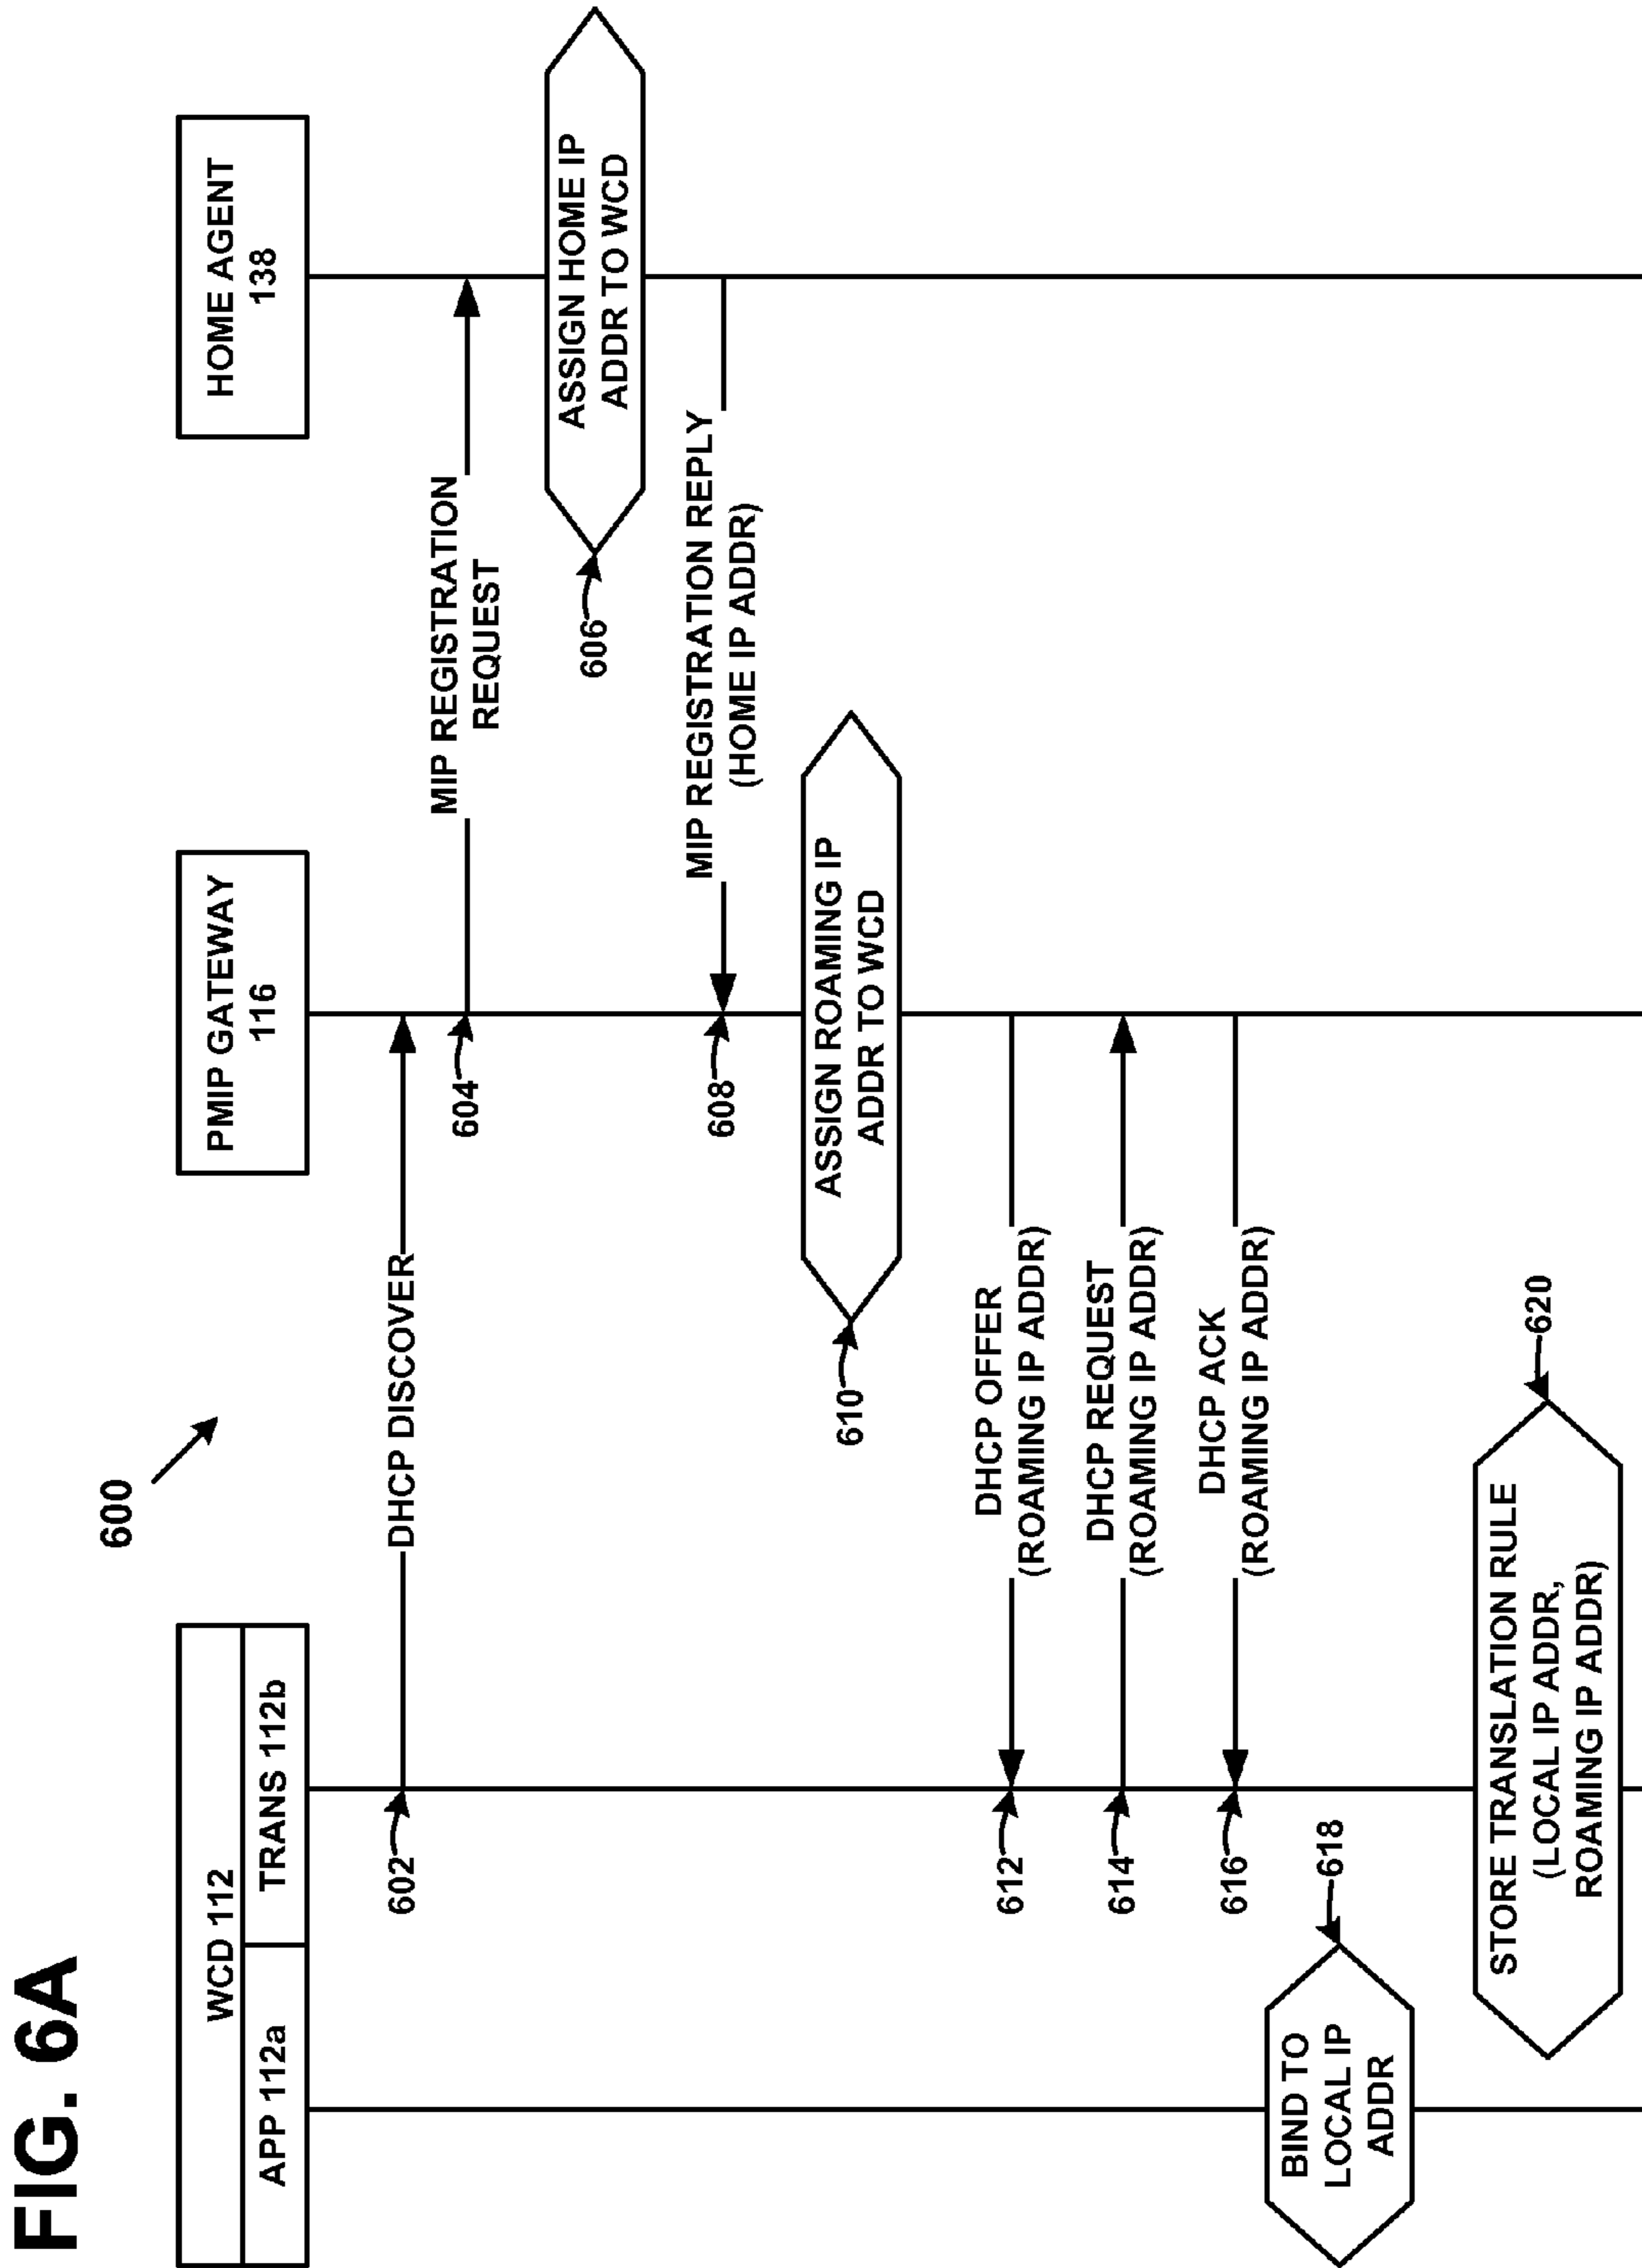 FIG. 6A
600
WCD 112
APP 112a
TRANS 112b
PMIP GATEWAY
116
HOME AGENT
138
602
DHCP DISCOVER
604
MIP REGISTRATION
REQUEST
606
ASSIGN HOME IP
ADDR TO WCD
608
MIP REGISTRATION REPLY
(HOME IP ADDR)
610
ASSIGN ROAMING IP
ADDR TO WCD
612
DHCP OFFER
(ROAMING IP ADDR)
614
DHCP REQUEST
(ROAMING IP ADDR)
616
DHCP ACK
(ROAMING IP ADDR)
618
BIND TO
LOCAL IP
ADDR
620
STORE TRANSLATION RULE
(LOCAL IP ADDR,
ROAMING IP ADDR)